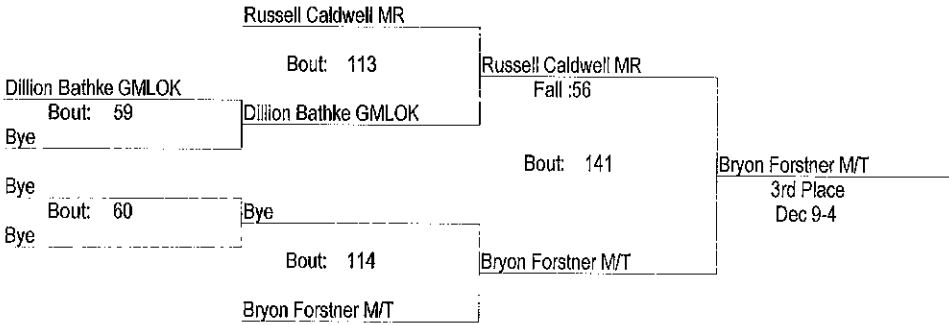 Russell Caldwell MR
Bout: 113
Russell Caldwell MR
Fall :56
Dillion Bathke GMLOK
Bout: 59
Dillion Bathke GMLOK
Bye
Bout: 141
Bryon Forstner M/T
3rd Place
Dec 9-4
Bye
Bout: 60
Bye
Bye
Bout: 114
Bryon Forstner M/T
Bryon Forstner M/T